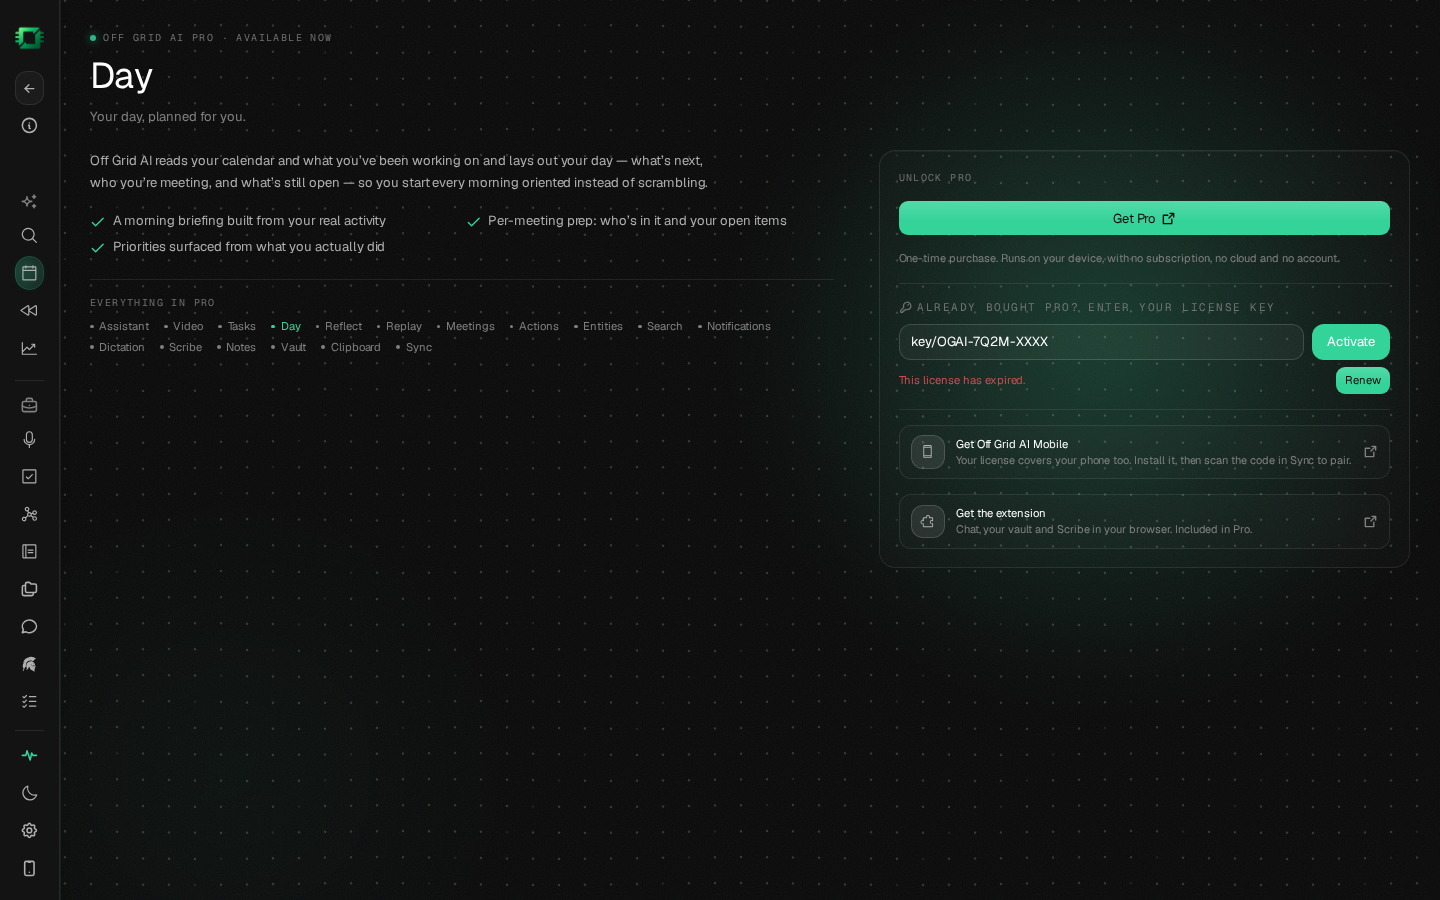 OFF GRID AI PRO · AVAILABLE NOW
Day
Your day, planned for you.
Off Grid AI reads your calendar and what you've been working on and lays out your day — what's next,
who you're meeting, and what's still open — so you start every morning oriented instead of scrambling.
A morning briefing built from your real activity
Per-meeting prep: who's in it and your open items
Priorities surfaced from what you actually did
EVERYTHING IN PRO
• Assistant • Video • Tasks • Day • Reflect • Replay • Meetings • Actions • Entities • Search • Notifications
• Dictation • Scribe • Notes • Vault • Clipboard • Sync
UNLOCK PRO
Get Pro
One-time purchase. Runs on your device, with no subscription, no cloud and no account.
ALREADY BOUGHT PRO? ENTER YOUR LICENSE KEY
key/OGAI-7Q2M-XXXX
Activate
This license has expired.
Renew
Get Off Grid AI Mobile
Your license covers your phone too. Install it, then scan the code in Sync to pair.
Get the extension
Chat, your vault and Scribe in your browser. Included in Pro.